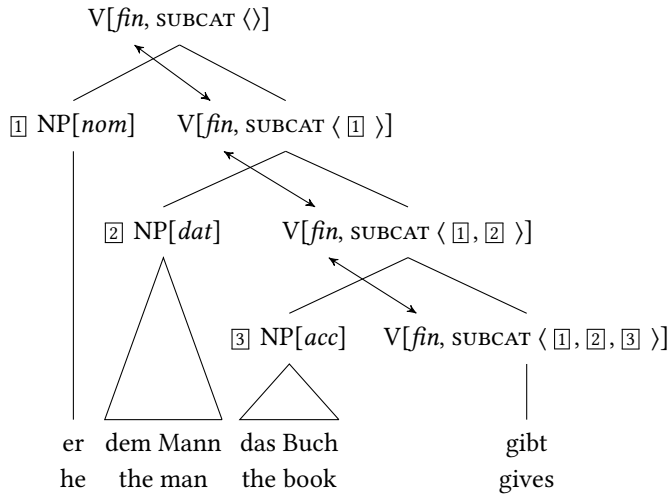 V[fin, SUBCAT ⟨⟩]
1 NP[nom] V[fin, SUBCAT ⟨ 1 ⟩]
2 NP[dat] V[fin, SUBCAT ⟨ 1, 2 ⟩]
3 NP[acc] V[fin, SUBCAT ⟨ 1, 2, 3 ⟩]
er dem Mann das Buch gibt
he the man the book gives